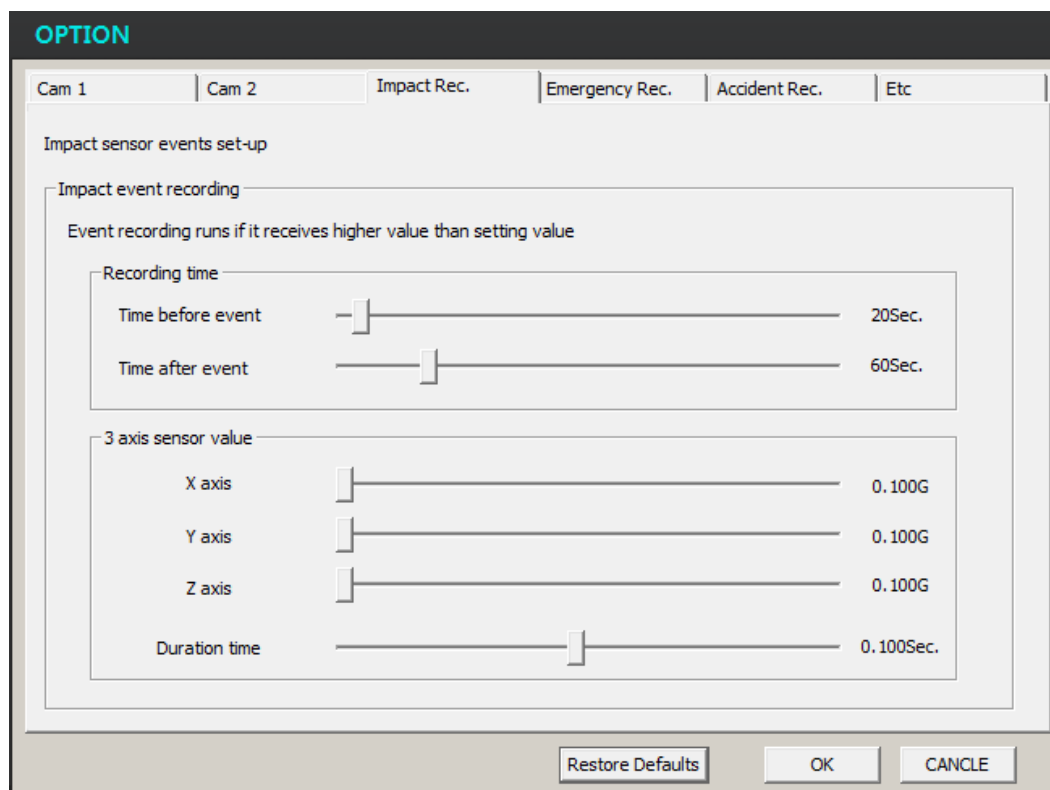 OPTION
Cam 1 Cam 2 Impact Rec. Emergency Rec. Accident Rec. Etc
Impact sensor events set-up
Impact event recording
Event recording runs if it receives higher value than setting value
Recording time
Time before event 20Sec.
Time after event 60Sec.
3 axis sensor value
X axis 0.100G
Y axis 0.100G
Z axis 0.100G
Duration time 0.100Sec.
Restore Defaults OK CANCLE